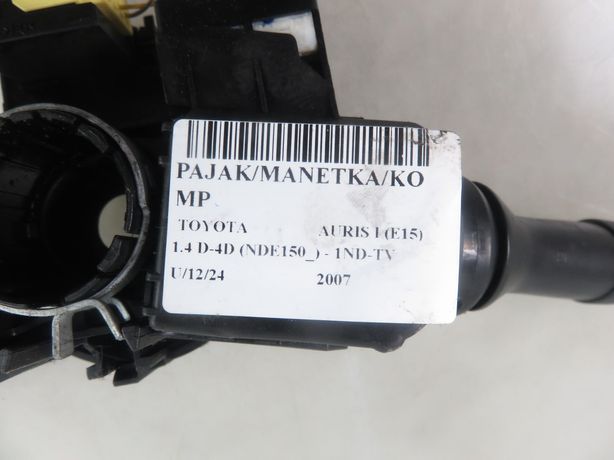 PAJAK/MANETKA/KO
MP
TOYOTA AURIS I (E15)
1.4 D-4D (NDE150_) - 1ND-TV
U/12/24 2007